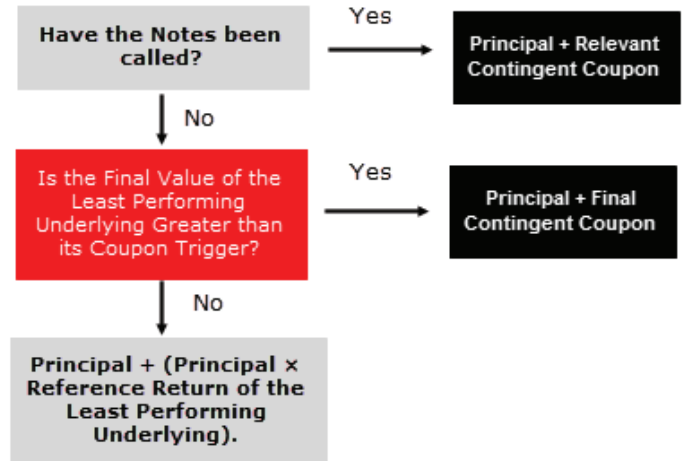 Have the Notes been
called?
Yes
Principal + Relevant
Contingent Coupon
No
Is the Final Value of the
Least Performing
Underlying Greater than
its Coupon Trigger?
Yes
Principal + Final
Contingent Coupon
No
Principal + (Principal ×
Reference Return of the
Least Performing
Underlying).